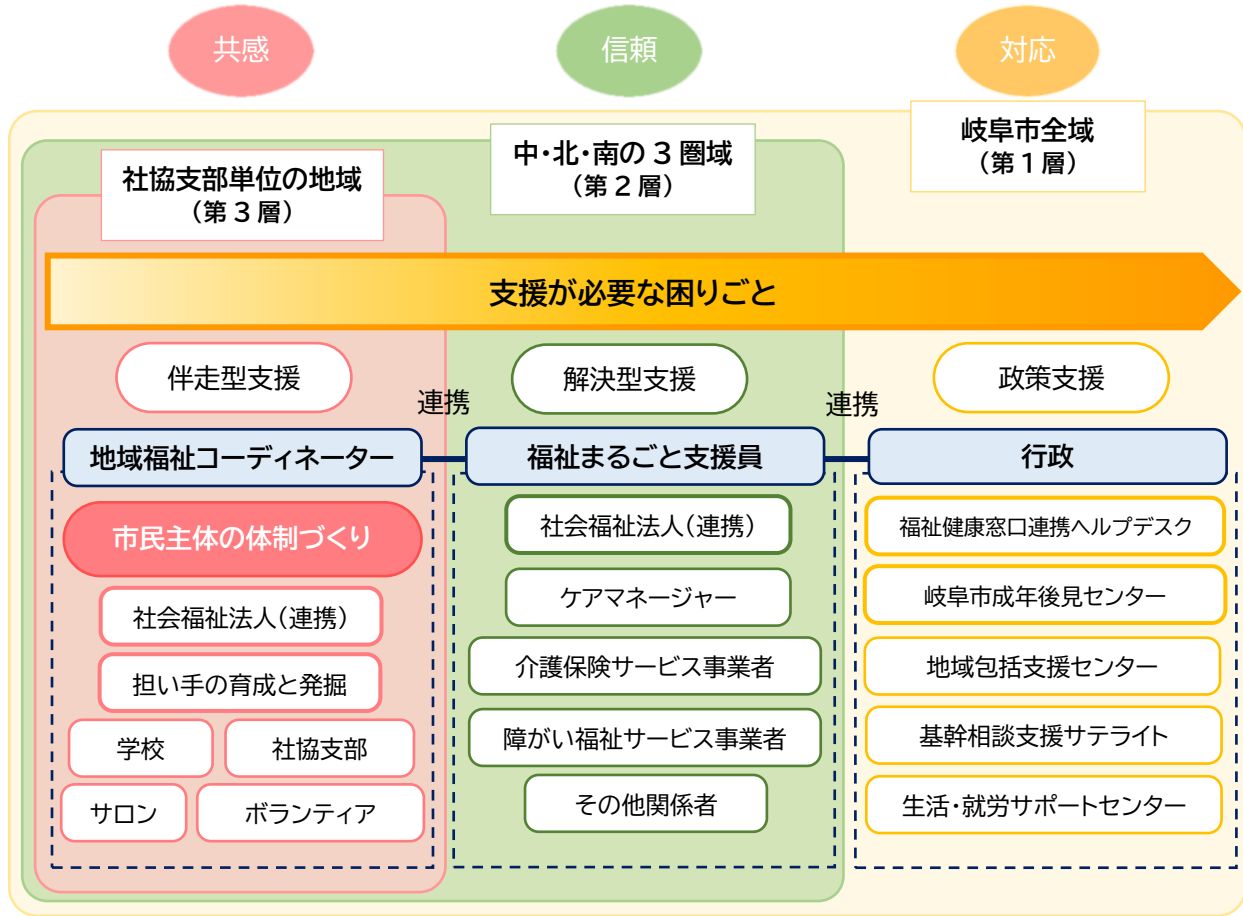 共感
信頼
対応
岐阜市全域
(第1層)
中・北・南の3圏域
(第2層)
社協支部単位の地域
(第3層)
支援が必要な困りごと
伴走型支援
連携
解決型支援
連携
政策支援
地域福祉コーディネーター
福祉まるごと支援員
行政
市民主体の体制づくり
社会福祉法人(連携)
担い手の育成と発掘
学校
社協支部
サロン
ボランティア
社会福祉法人(連携)
ケアマネージャー
介護保険サービス事業者
障がい福祉サービス事業者
その他関係者
福祉健康窓口連携ヘルプデスク
岐阜市成年後見センター
地域包括支援センター
基幹相談支援サテライト
生活・就労サポートセンター